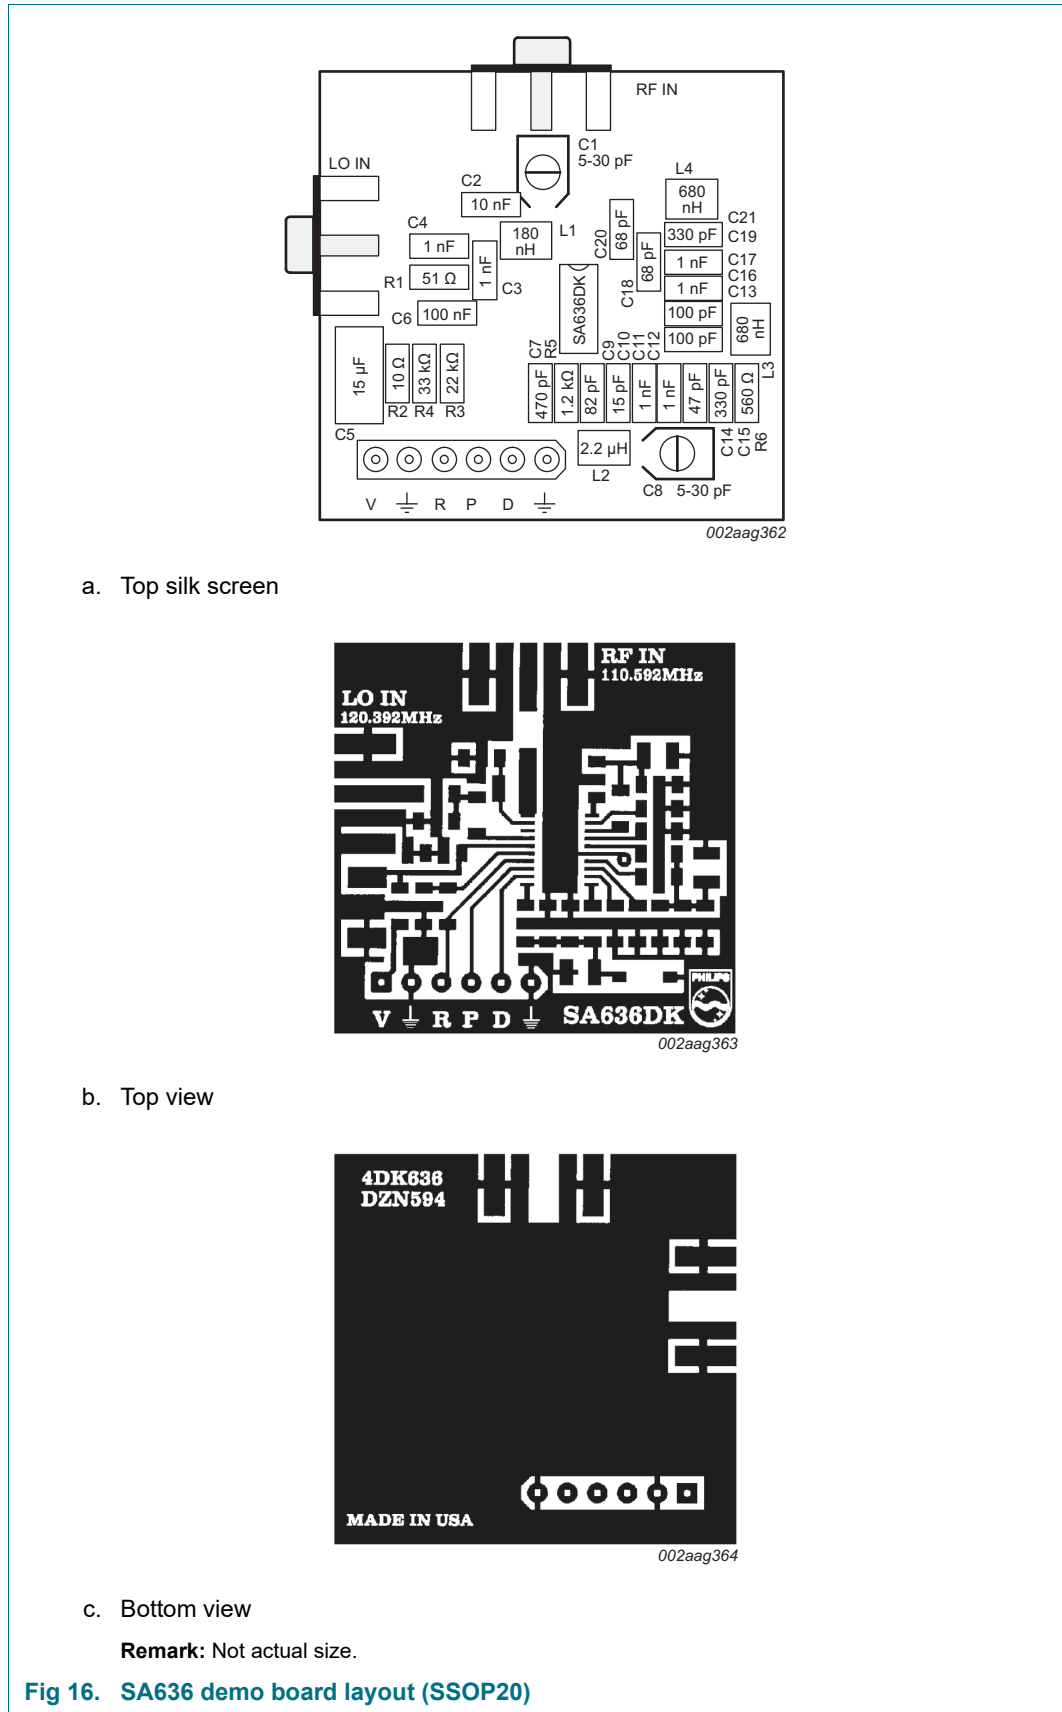 RF IN
C1
5-30 pF
LO IN
L4
680
nH
C2
10 nF
C21
C4
180
nH
L1
C20
68 pF
330 pF
C19
1 nF
68 pF
1 nF
C17
R1
51 Ω
1 nF
C3
C18
1 nF
C16
C13
C6
100 nF
SA636DK
100 pF
100 pF
680
nH
L3
15 µF
10 Ω
33 kΩ
22 kΩ
C7
R5
C9
C10
C11
C12
470 pF
1.2 kΩ
82 pF
15 pF
1 nF
1 nF
47 pF
330 pF
560 Ω
R2
R4
R3
C5
2.2 µH
L2
C14
C15
R6
C8 5-30 pF
V R P D
002aag362
a. Top silk screen
RF IN
110.592MHz
LO IN
120.392MHz
PHILIPS
V R P D
SA636DK
002aag363
b. Top view
4DK636
DZN594
MADE IN USA
002aag364
c. Bottom view
Remark: Not actual size.
Fig 16. SA636 demo board layout (SSOP20)